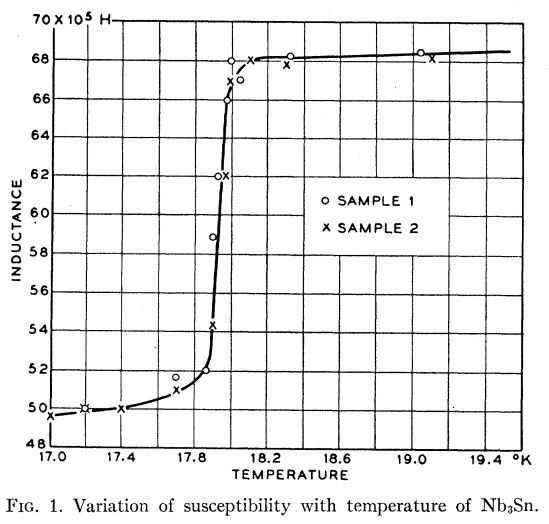 70 X 10⁵ H
68
66
64
62
60
58
56
54
52
50
48
INDUCTANCE
○ SAMPLE 1
× SAMPLE 2
17.0 17.4 17.8 18.2 18.6 19.0 19.4 °K
TEMPERATURE
FIG. 1. Variation of susceptibility with temperature of Nb₃Sn.